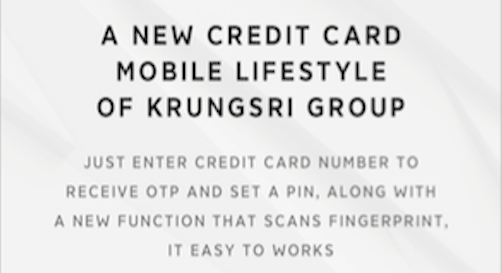 A NEW CREDIT CARD
MOBILE LIFESTYLE
OF KRUNGSRI GROUP
JUST ENTER CREDIT CARD NUMBER TO
RECEIVE OTP AND SET A PIN, ALONG WITH
A NEW FUNCTION THAT SCANS FINGERPRINT,
IT EASY TO WORKS